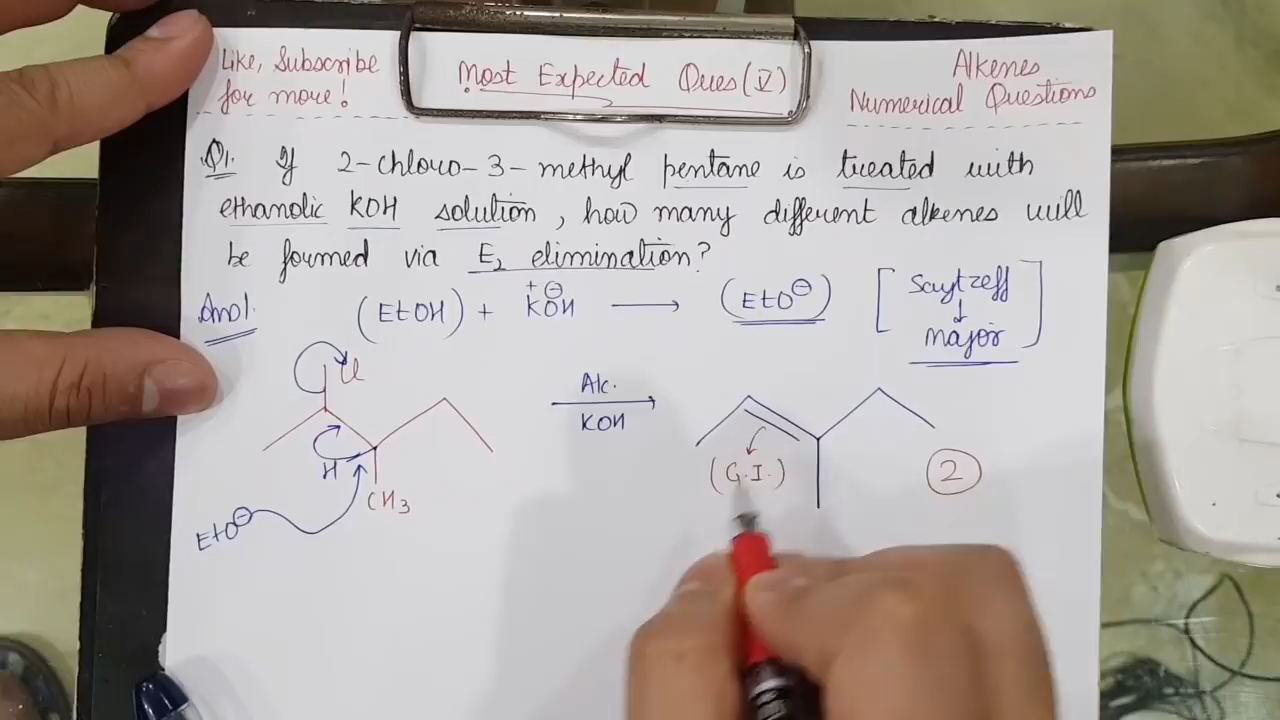 Like, Subscribe
for more!
Most Expected Ques (V)
Alkenes
Numerical Questions
Q1. If 2-chloro-3-methyl pentane is treated with
ethanolic KOH solution, how many different alkenes will
be formed via E2 elimination?
Ans1. (EtOH) + K⁺OH⊖ → (EtO⊖) [Saytzeff
↓
major]
Cl
Alc.
KOH
H
CH3
EtO⊖
(G.I.)
2